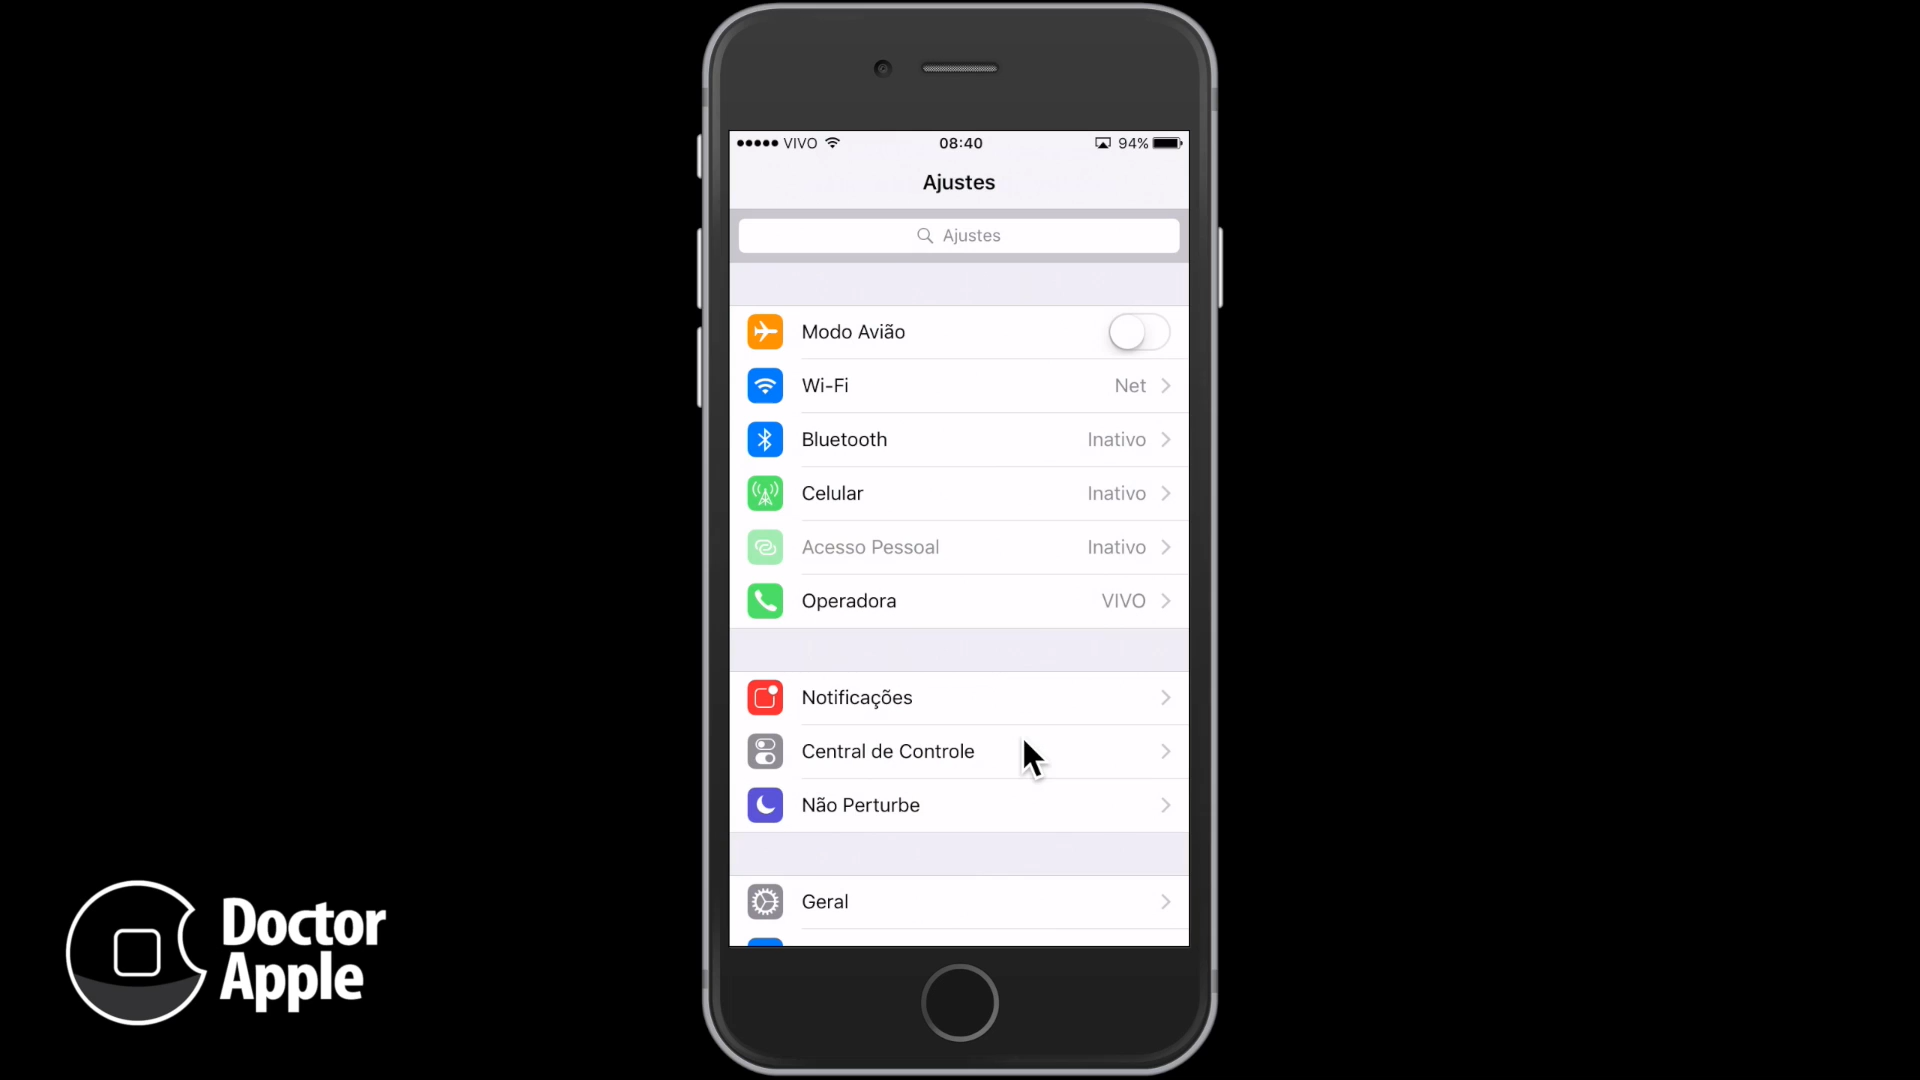 VIVO 08:40 94%
Ajustes
Ajustes
Modo Avião
Wi-Fi Net
Bluetooth Inativo
Celular Inativo
Acesso Pessoal Inativo
Operadora VIVO
Notificações
Central de Controle
Não Perturbe
Geral
Doctor
Apple